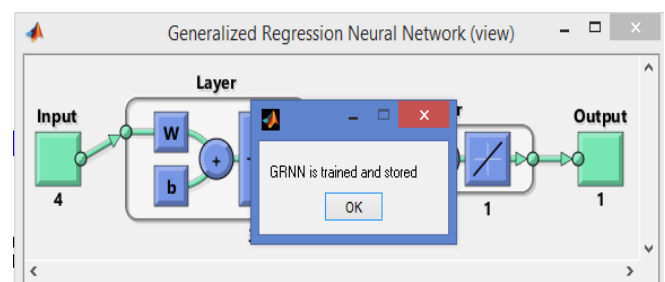 Generalized Regression Neural Network (view)
Layer
Input
Output
W
b
+
GRNN is trained and stored
OK
4
1
1